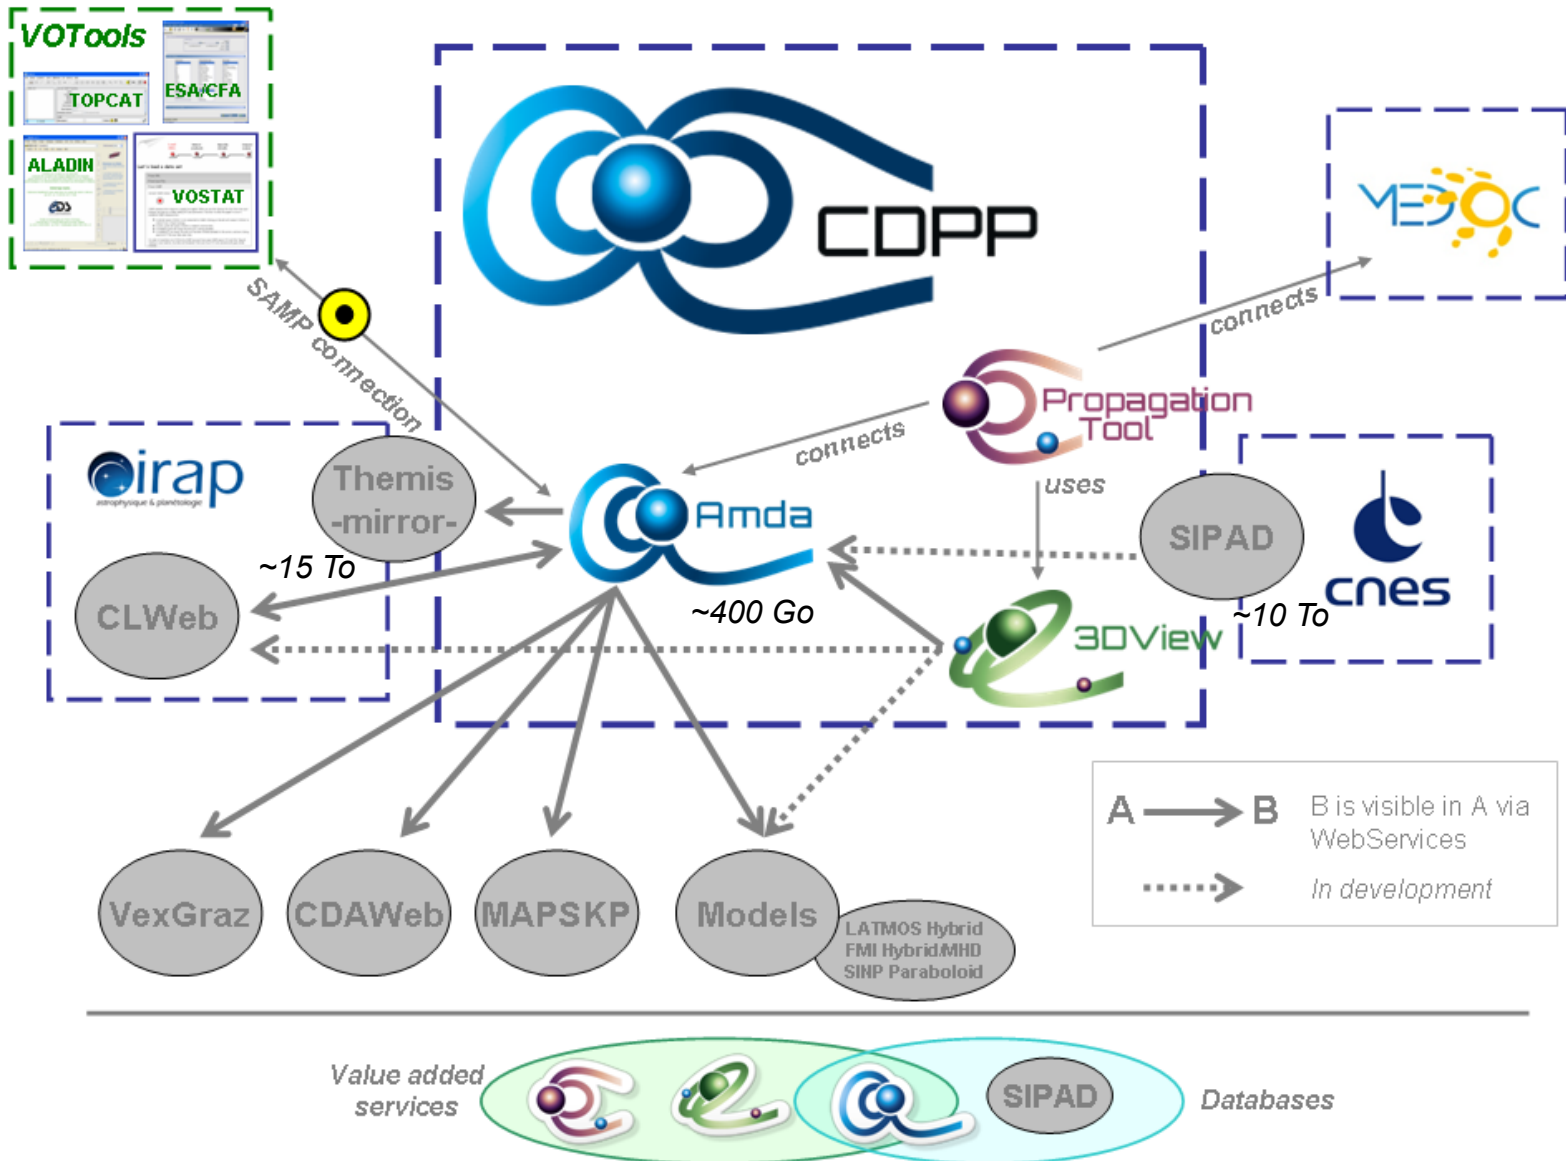 VOTools
TOPCAT
ESA/CFA
ALADIN
VOSTAT
CDPP
MEDOC
SAMP connection
connects
Propagation
Tool
connects
uses
irap
astrophysique & planétologie
Themis
-mirror-
Amda
SIPAD
cnes
~15 To
CLWeb
~400 Go
~10 To
3DView
A
B
B is visible in A via
WebServices
In development
VexGraz
CDAWeb
MAPSKP
Models
LATMOS Hybrid
FMI Hybrid/MHD
SINP Paraboloid
Value added
services
SIPAD
Databases